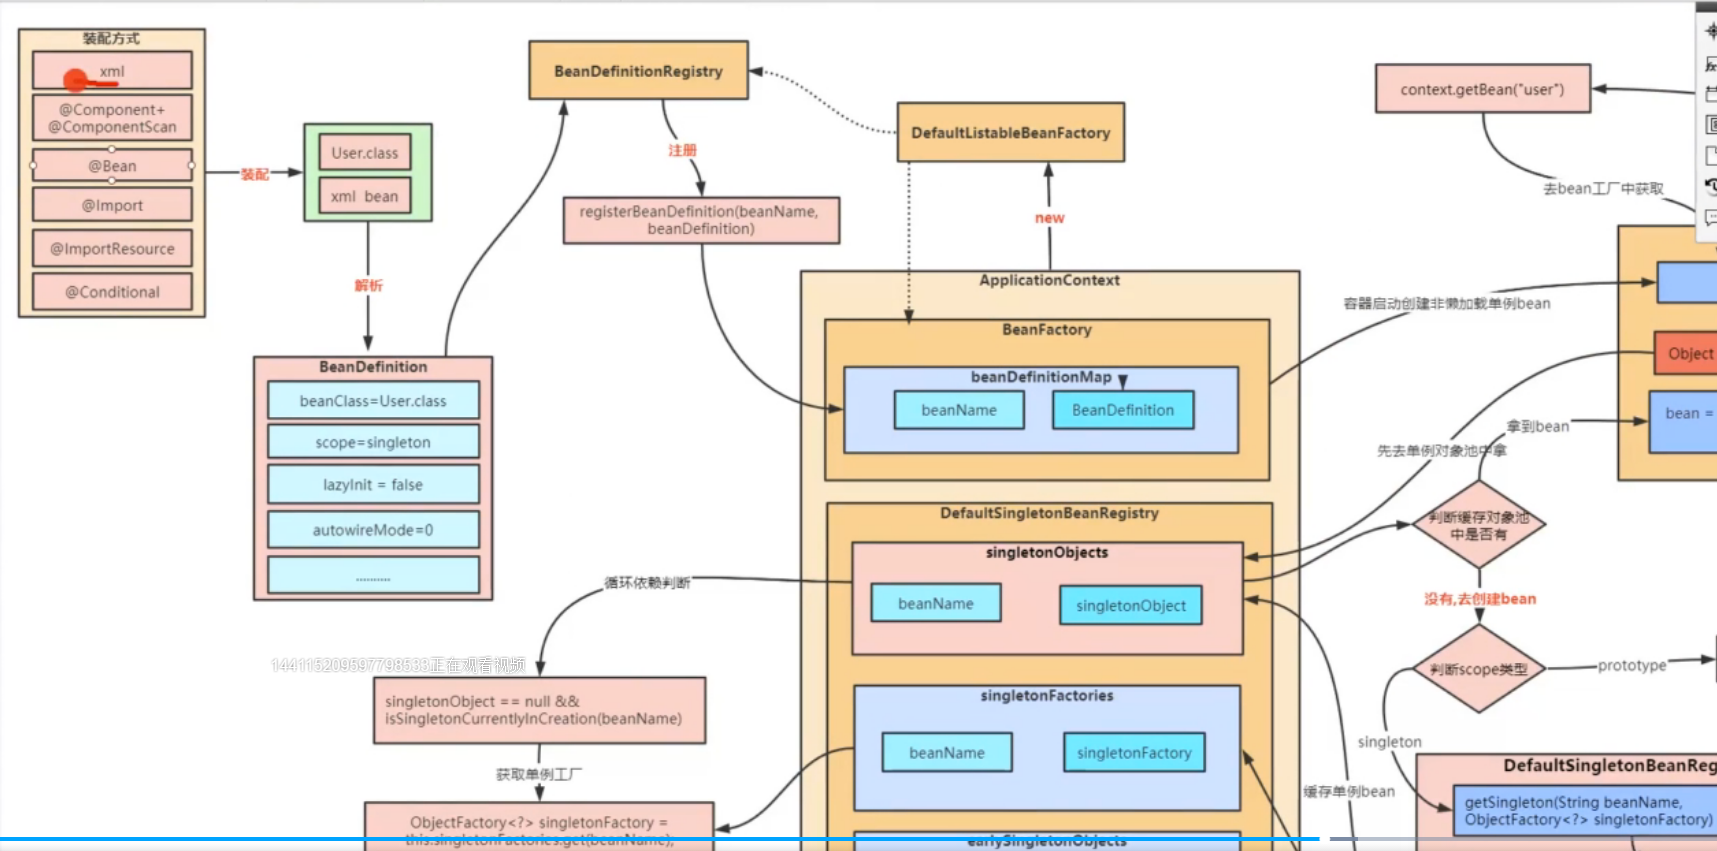 装配方式
xml
@Component+
@ComponentScan
@Bean
@Import
@ImportResource
@Conditional
装配
User.class
xml bean
解析
BeanDefinition
beanClass=User.class
scope=singleton
lazyInit = false
autowireMode=0
..........
BeanDefinitionRegistry
注册
registerBeanDefinition(beanName,
beanDefinition)
DefaultListableBeanFactory
new
ApplicationContext
BeanFactory
beanDefinitionMap
beanName
BeanDefinition
DefaultSingletonBeanRegistry
singletonObjects
beanName
singletonObject
singletonFactories
beanName
singletonFactory
earlySingletonObjects
循环依赖判断
144115209597798533正在观看视频
singletonObject == null &&
isSingletonCurrentlyInCreation(beanName)
获取单例工厂
ObjectFactory<?> singletonFactory =
this.singletonFactories.get(beanName);
context.getBean("user")
去bean工厂中获取
容器启动创建非懒加载单例bean
Object
bean =
拿到bean
先去单例对象池中拿
判断缓存对象池
中是否有
没有,去创建bean
判断scope类型
prototype
singleton
缓存单例bean
DefaultSingletonBeanReg
getSingleton(String beanName,
ObjectFactory<?> singletonFactory)